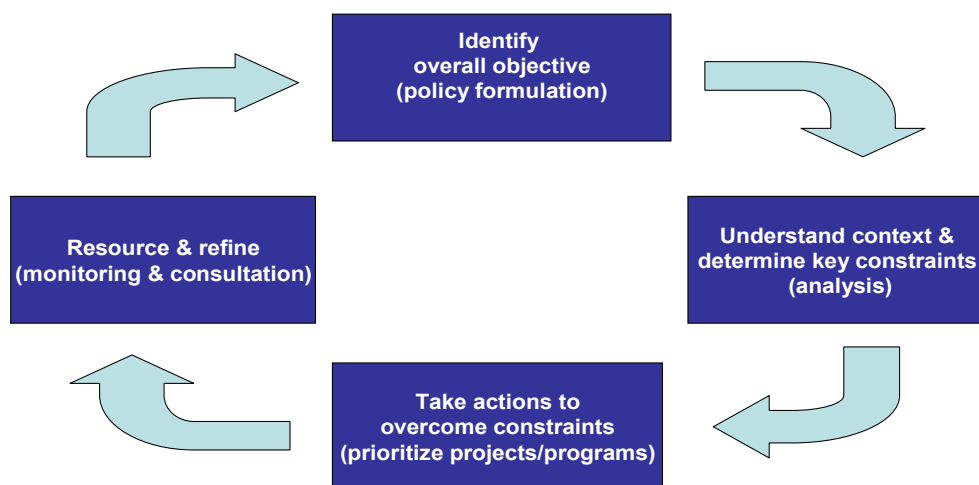 Identify
overall objective
(policy formulation)
Understand context &
determine key constraints
(analysis)
Take actions to
overcome constraints
(prioritize projects/programs)
Resource & refine
(monitoring & consultation)